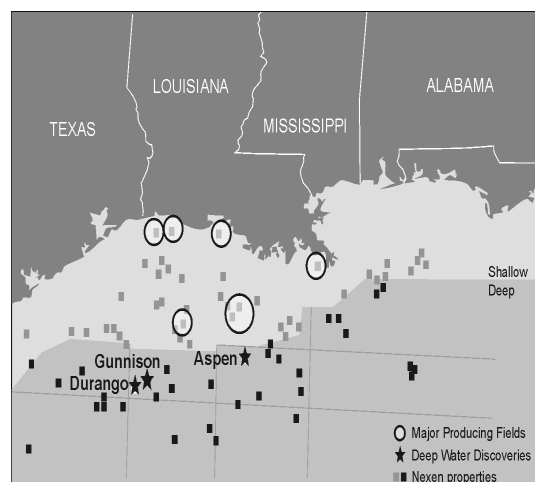 LOUISIANA
ALABAMA
TEXAS
MISSISSIPPI
Shallow
Deep
Gunnison
Aspen
Durango
Major Producing Fields
Deep Water Discoveries
Nexen properties